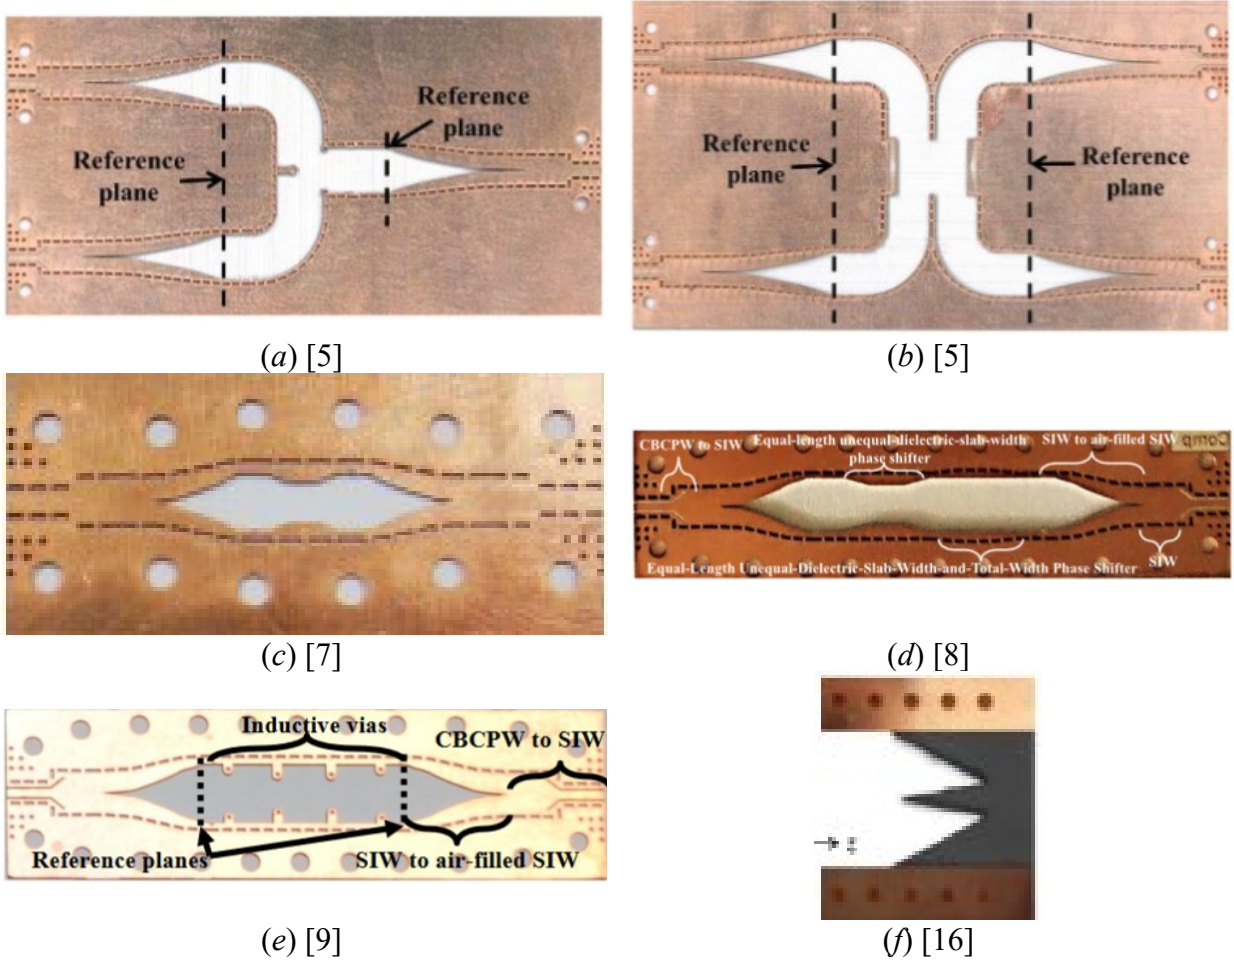 Reference
plane
Reference
plane
(a) [5]
Reference
plane
Reference
plane
(b) [5]
(c) [7]
CBCPW to SIW
Equal-length unequal-dielectric-slab-width
phase shifter
SIW to air-filled SIW
Comp
Equal-Length Unequal-Dielectric-Slab-Width-and-Total-Width Phase Shifter
SIW
(d) [8]
Inductive vias
CBCPW to SIW
Reference planes
SIW to air-filled SIW
(e) [9]
(f) [16]